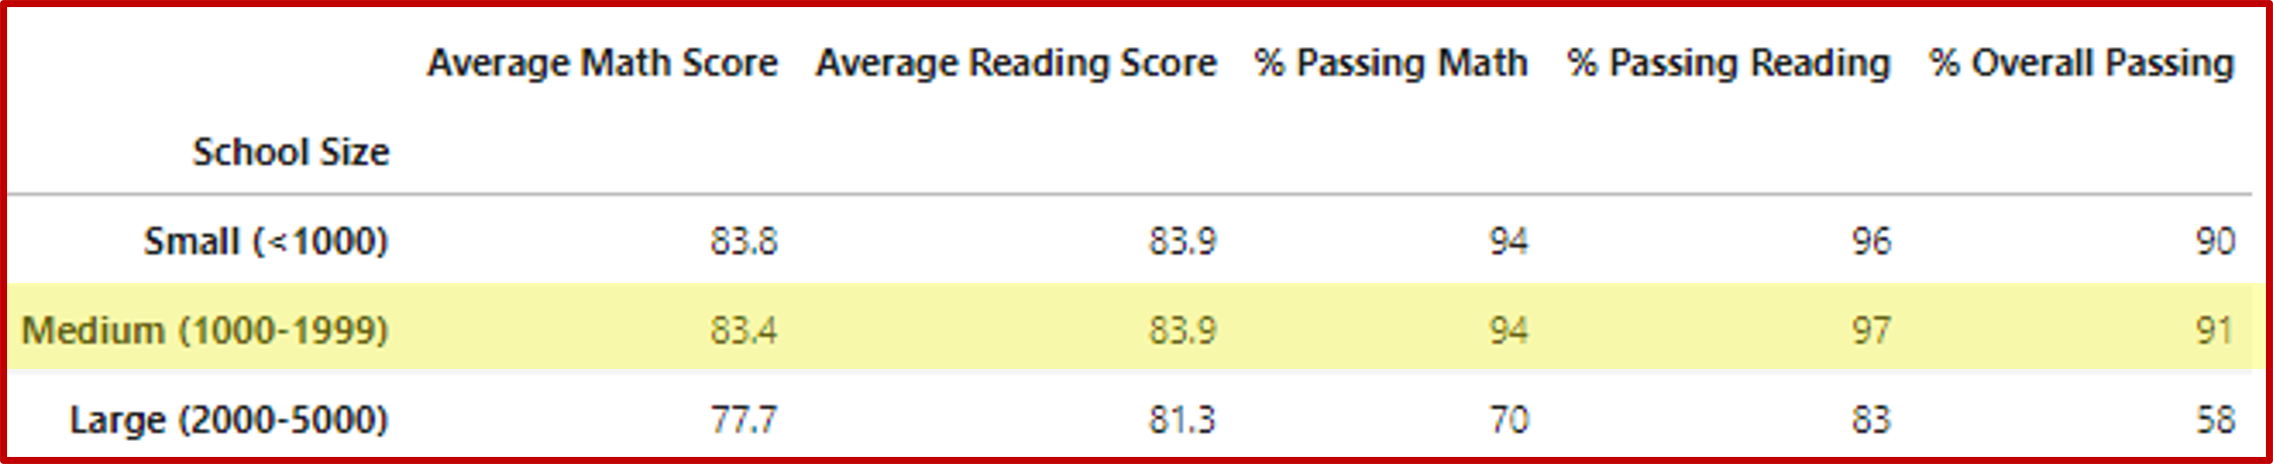 Average Math Score Average Reading Score % Passing Math % Passing Reading % Overall Passing
School Size
Small (<1000) 83.8 83.9 94 96 90
Medium (1000-1999) 83.4 83.9 94 97 91
Large (2000-5000) 77.7 81.3 70 83 58